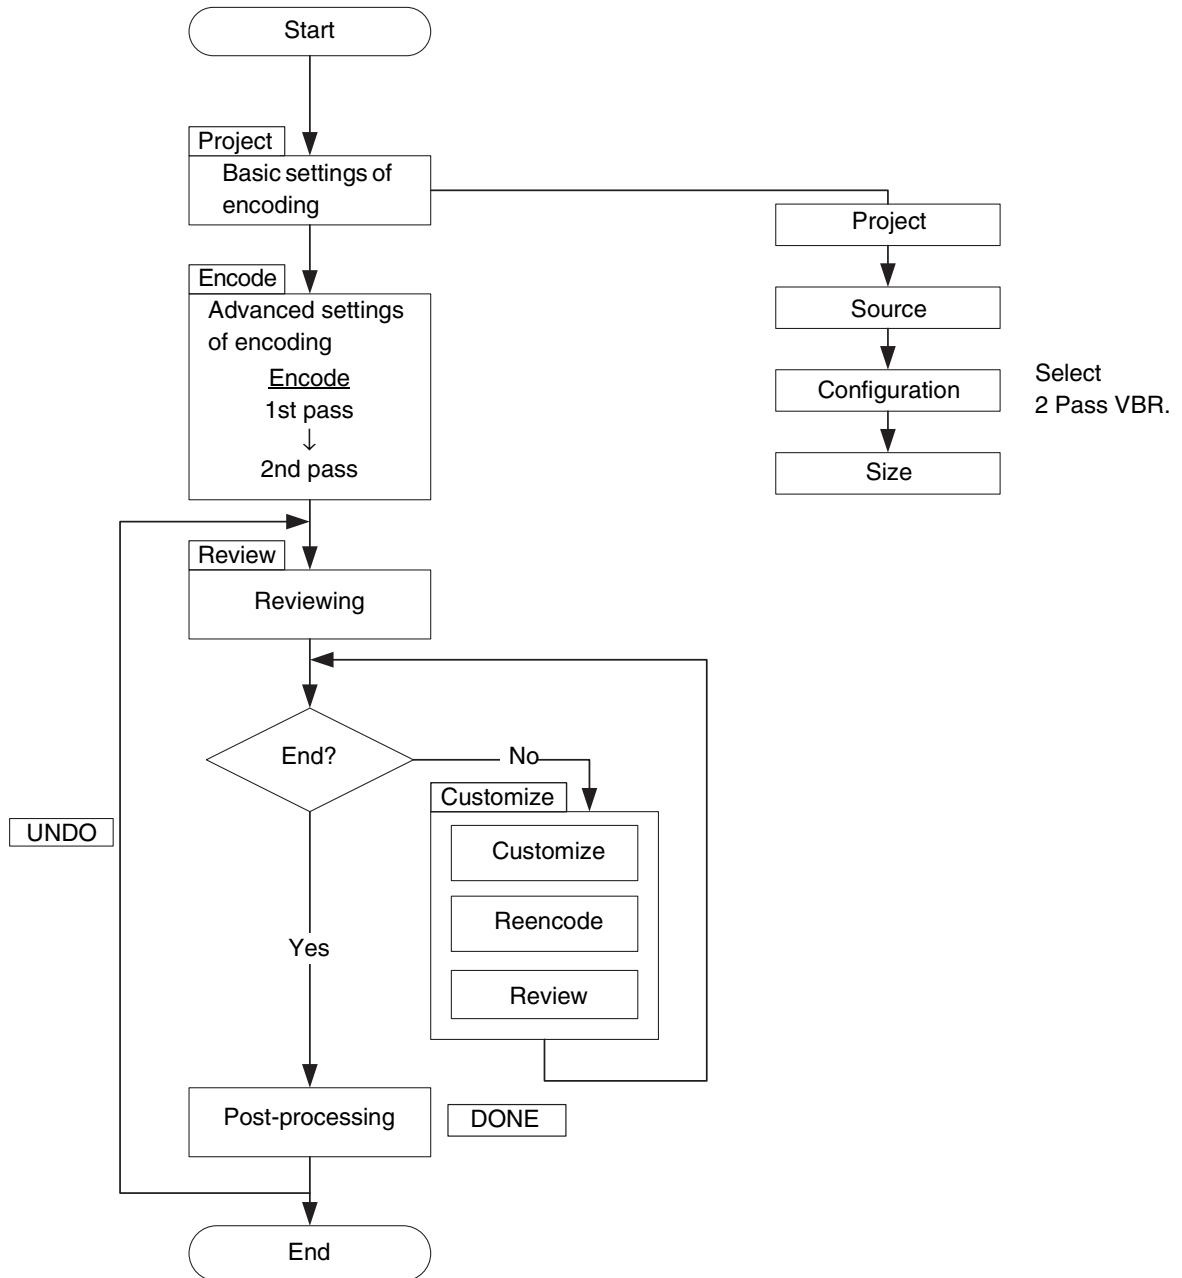 Start
Project
Basic settings of
encoding
Project
Encode
Source
Advanced settings
of encoding
Encode
1st pass
↓
2nd pass
Configuration
Select
2 Pass VBR.
Size
Review
Reviewing
End?
No
Customize
UNDO
Customize
Reencode
Yes
Review
Post-processing
DONE
End